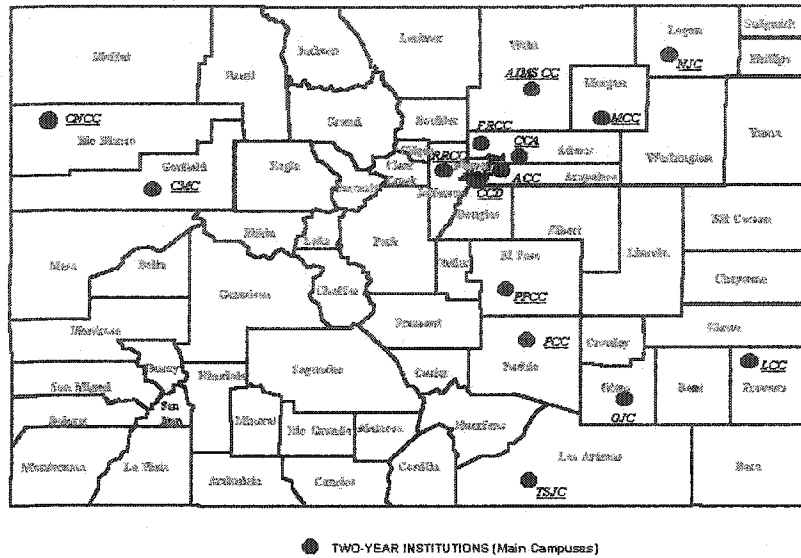 Moffat
Routt
Jackson
Larimer
Weld
Logan
Sedgwick
Phillips
AIMS CC
NJC
Morgan
MCC
Grand
Boulder
CNCC
Rio Blanco
FRCC
CCA
Adams
Washington
Yuma
Garfield
Eagle
RRCC
Clear
Creek
Arapahoe
ACC
CMC
CCD
Douglas
Elbert
Lincoln
Kit Carson
Pitkin
Lake
Park
Mesa
Delta
El Paso
Cheyenne
Gunnison
Chaffee
PPCC
Fremont
Montrose
PCC
Pueblo
Crowley
Kiowa
Ouray
Saguache
Custer
LCC
San Miguel
Hinsdale
Otero
Bent
Prowers
Dolores
San
Juan
Mineral
Rio Grande
Alamosa
Huerfano
OJC
Montezuma
La Plata
Archuleta
Conejos
Costilla
Las Animas
Baca
TSJC
TWO-YEAR INSTITUTIONS (Main Campuses)